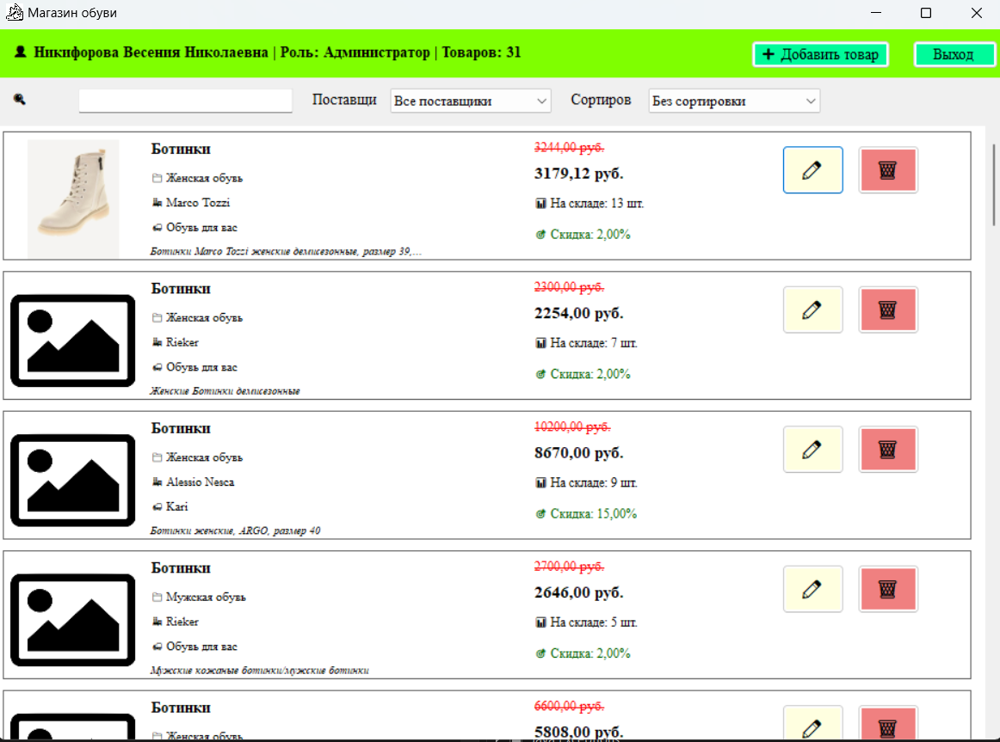 Магазин обуви
Никифорова Весения Николаевна | Роль: Администратор | Товаров: 31
Добавить товар
Выход
Поставщи
Все поставщики
Сортиров
Без сортировки
Ботинки
3244,00 руб.
Женская обувь
3179,12 руб.
Marco Tozzi
На складе: 13 шт.
Обувь для вас
Скидка: 2,00%
Ботинки Marco Tozzi женские демисезонные, размер 39,...
Ботинки
2300,00 руб.
Женская обувь
2254,00 руб.
Rieker
На складе: 7 шт.
Обувь для вас
Скидка: 2,00%
Женские Ботинки демисезонные
Ботинки
10200,00 руб.
Женская обувь
8670,00 руб.
Alessio Nesca
На складе: 9 шт.
Kari
Скидка: 15,00%
Ботинки женские, ARGO, размер 40
Ботинки
2700,00 руб.
Мужская обувь
2646,00 руб.
Rieker
На складе: 5 шт.
Обувь для вас
Скидка: 2,00%
Мужские кожаные ботинки/мужские ботинки
Ботинки
6600,00 руб.
Женская обувь
5808,00 руб.